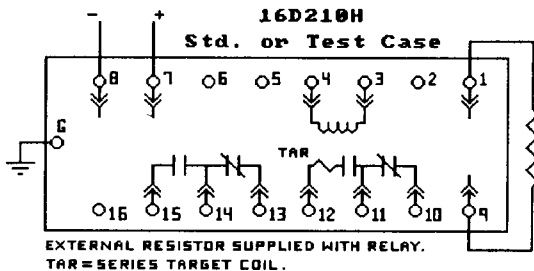 - +
16D210H
Std. or Test Case
8 7 6 5 4 3 2 1
G
TAR
16 15 14 13 12 11 10 9
EXTERNAL RESISTOR SUPPLIED WITH RELAY.
TAR=SERIES TARGET COIL.